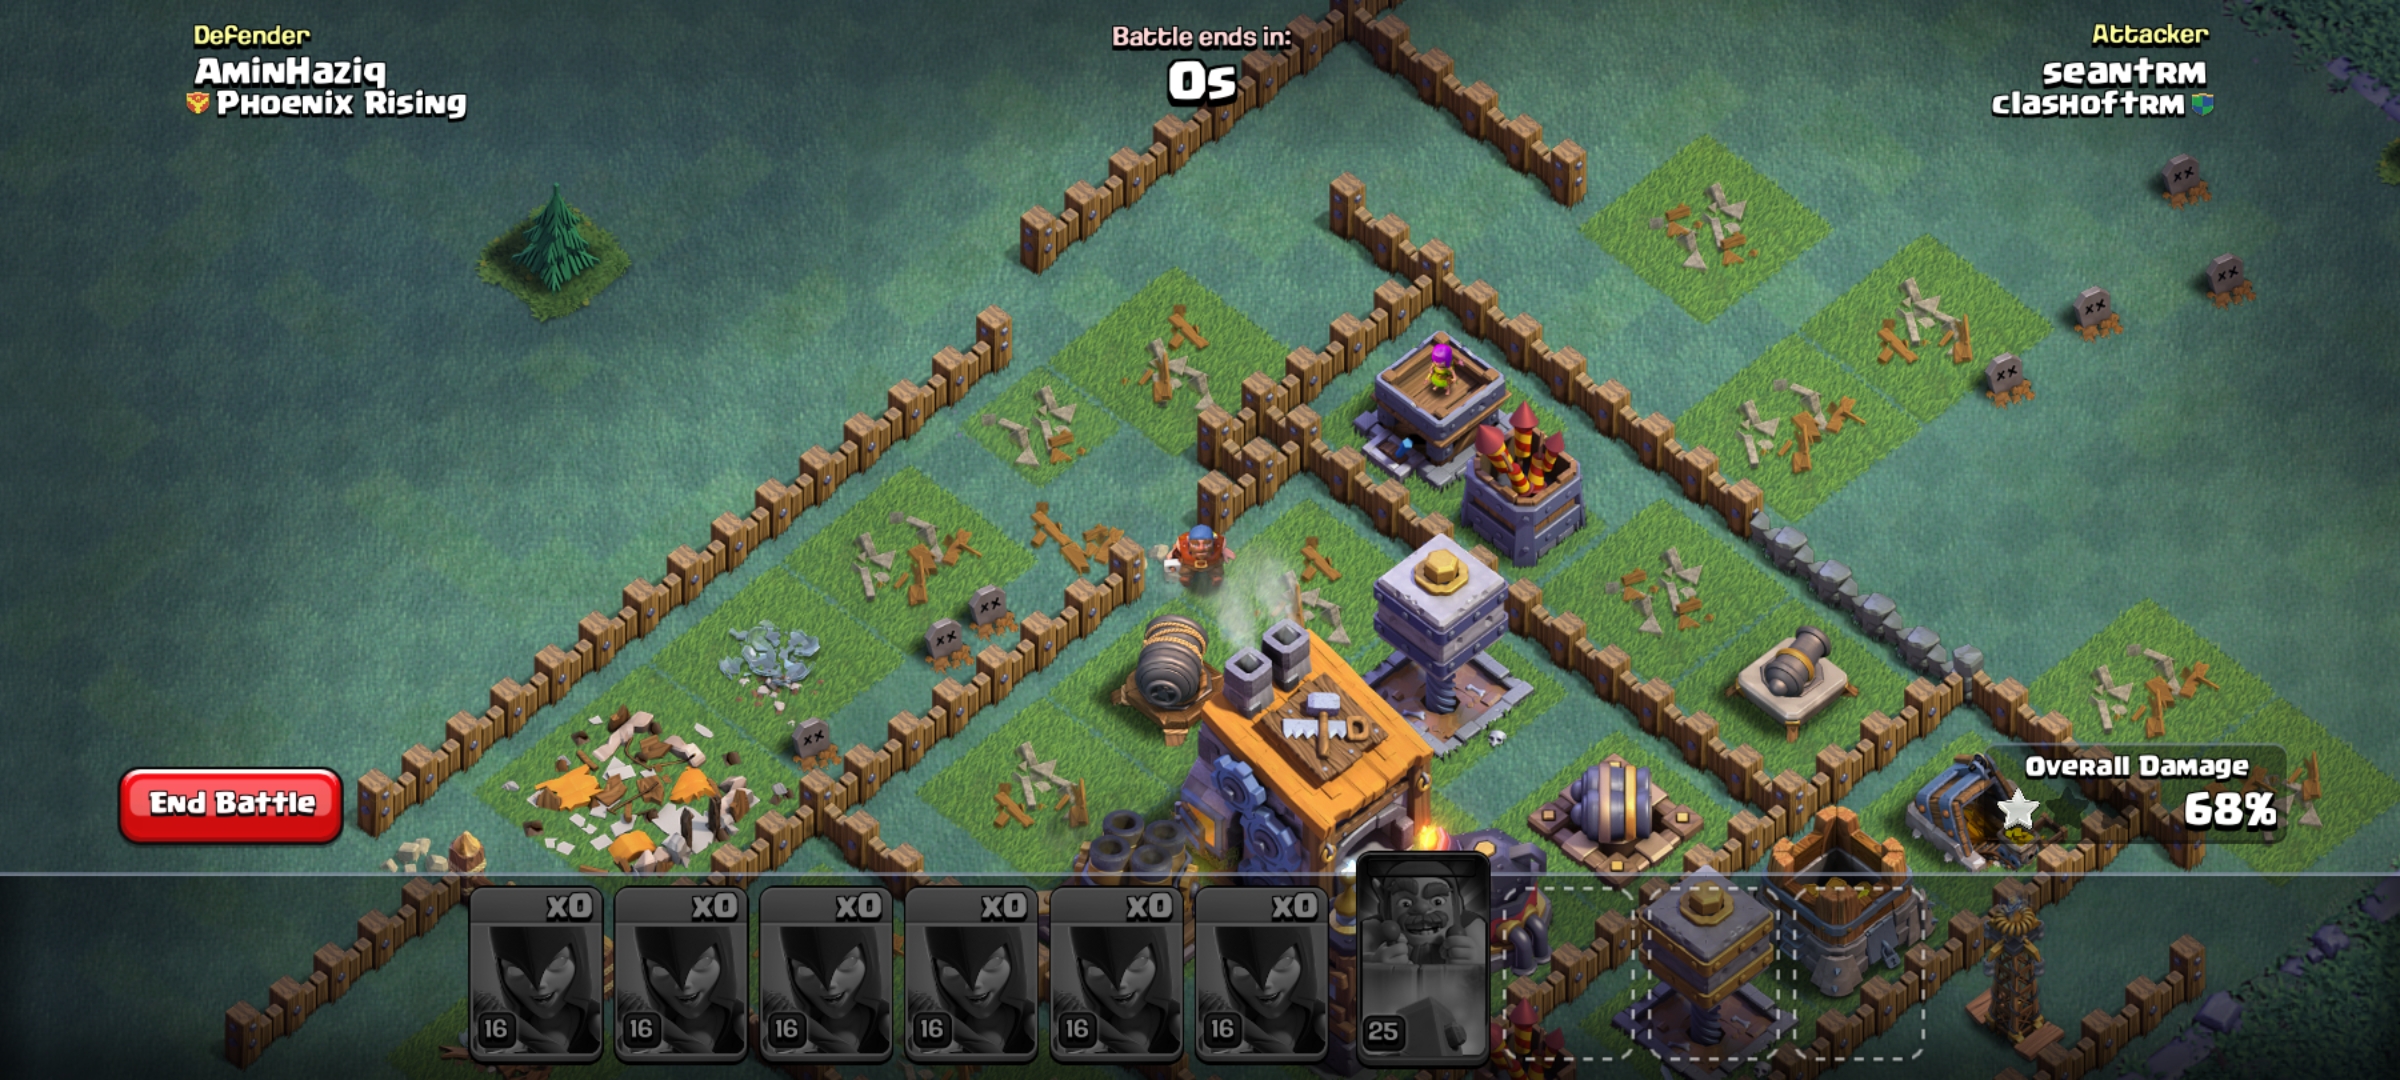 Defender
AminHaziq
Phoenix Rising
Battle ends in:
0s
Attacker
seantRM
clashoftRM
End Battle
Overall Damage
68%
x0
x0
x0
x0
x0
x0
16
16
16
16
16
16
25